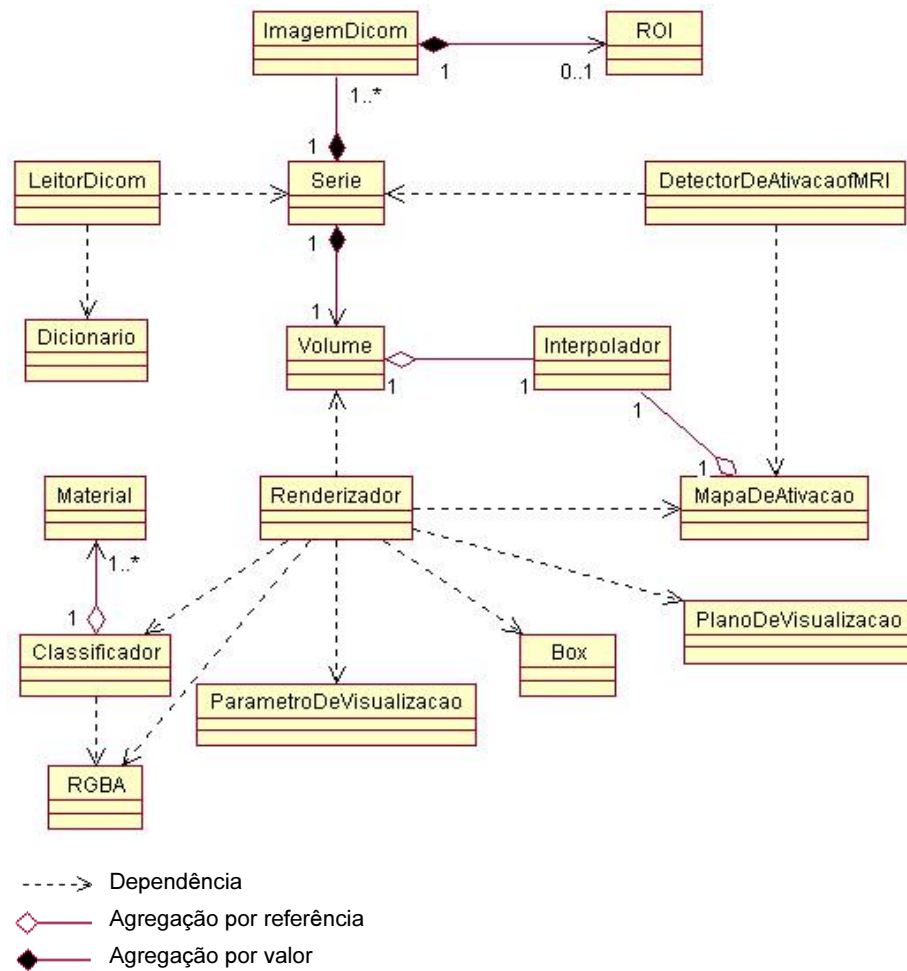 ImagemDicom
ROI
1
0..1
1..*
1
LeitorDicom
Serie
DetectorDeAtivacaofMRI
1
1
Dicionario
Volume
Interpolador
1
1
1
1
Material
Renderizador
MapaDeAtivacao
1..*
1
Classificador
PlanoDeVisualizacao
Box
ParametroDeVisualizacao
RGBA
Dependência
Agregação por referência
Agregação por valor